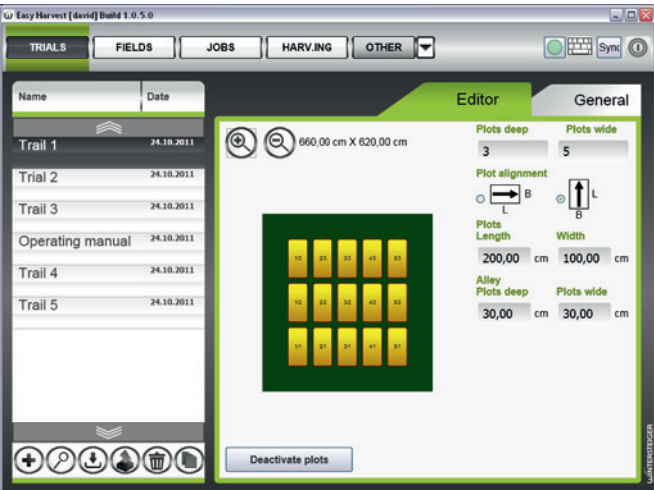 Easy Harvest [david] Build 1.0.5.0
TRIALS FIELDS JOBS HARV.ING OTHER Sync
Name Date
Editor General
Trail 1 24.10.2011
Trial 2 24.10.2011
Trail 3 24.10.2011
Operating manual 24.10.2011
Trail 4 24.10.2011
Trail 5 24.10.2011
660,00 cm X 620,00 cm
Plots deep Plots wide
3 5
Plot alignment
B L
L B
Plots
Length Width
200,00 cm 100,00 cm
Alley
Plots deep Plots wide
30,00 cm 30,00 cm
Deactivate plots
WINTERSTEIGER